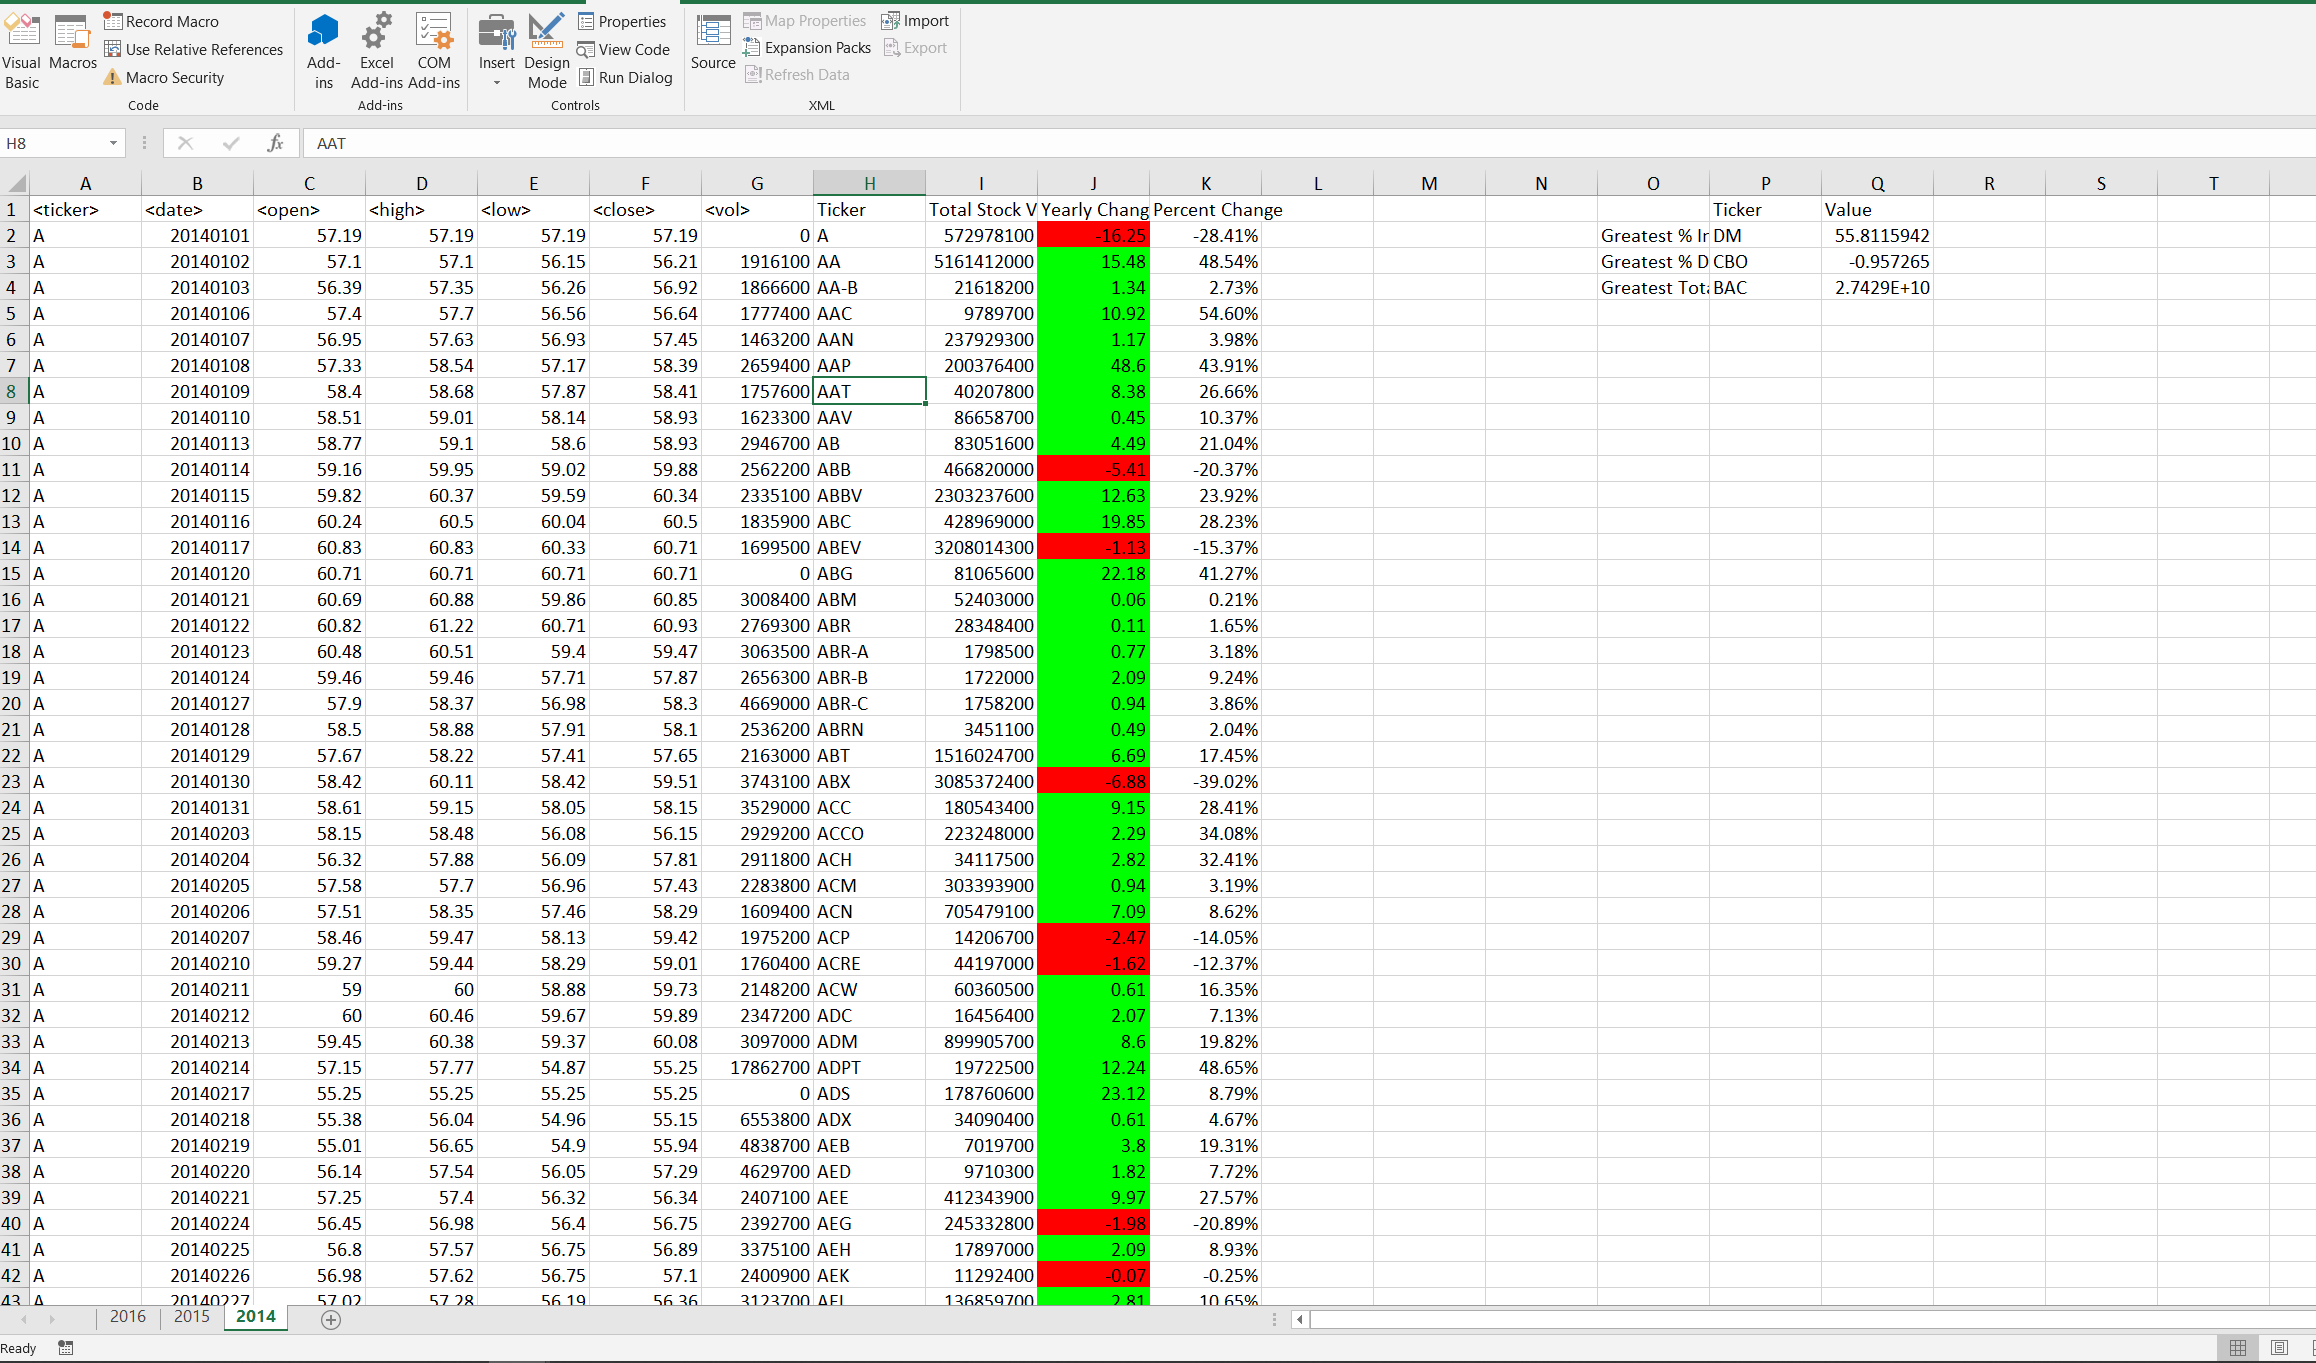 Visual Basic Macros Record Macro Use Relative References Macro Security Code
Add-ins Excel Add-ins COM Add-ins Add-ins
Insert Design Mode Properties View Code Run Dialog Controls
Source Map Properties Expansion Packs Refresh Data Import Export XML
H8 fx AAT
A B C D E F G H I J K L M N O P Q R S T
1 <ticker> <date> <open> <high> <low> <close> <vol> Ticker Total Stock V Yearly Chang Percent Change Ticker Value
2 A 20140101 57.19 57.19 57.19 57.19 0 A 572978100 -16.25 -28.41% Greatest % Ir DM 55.8115942
3 A 20140102 57.1 57.1 56.15 56.21 1916100 AA 5161412000 15.48 48.54% Greatest % D CBO -0.957265
4 A 20140103 56.39 57.35 56.26 56.92 1866600 AA-B 21618200 1.34 2.73% Greatest Tota BAC 2.7429E+10
5 A 20140106 57.4 57.7 56.56 56.64 1777400 AAC 9789700 10.92 54.60%
6 A 20140107 56.95 57.63 56.93 57.45 1463200 AAN 237929300 1.17 3.98%
7 A 20140108 57.33 58.54 57.17 58.39 2659400 AAP 200376400 48.6 43.91%
8 A 20140109 58.4 58.68 57.87 58.41 1757600 AAT 40207800 8.38 26.66%
9 A 20140110 58.51 59.01 58.14 58.93 1623300 AAV 86658700 0.45 10.37%
10 A 20140113 58.77 59.1 58.6 58.93 2946700 AB 83051600 4.49 21.04%
11 A 20140114 59.16 59.95 59.02 59.88 2562200 ABB 466820000 -5.41 -20.37%
12 A 20140115 59.82 60.37 59.59 60.34 2335100 ABBV 2303237600 12.63 23.92%
13 A 20140116 60.24 60.5 60.04 60.5 1835900 ABC 428969000 19.85 28.23%
14 A 20140117 60.83 60.83 60.33 60.71 1699500 ABEV 3208014300 -1.13 -15.37%
15 A 20140120 60.71 60.71 60.71 60.71 0 ABG 81065600 22.18 41.27%
16 A 20140121 60.69 60.88 59.86 60.85 3008400 ABM 52403000 0.06 0.21%
17 A 20140122 60.82 61.22 60.71 60.93 2769300 ABR 28348400 0.11 1.65%
18 A 20140123 60.48 60.51 59.4 59.47 3063500 ABR-A 1798500 0.77 3.18%
19 A 20140124 59.46 59.46 57.71 57.87 2656300 ABR-B 1722000 2.09 9.24%
20 A 20140127 57.9 58.37 56.98 58.3 4669000 ABR-C 1758200 0.94 3.86%
21 A 20140128 58.5 58.88 57.91 58.1 2536200 ABRN 3451100 0.49 2.04%
22 A 20140129 57.67 58.22 57.41 57.65 2163000 ABT 1516024700 6.69 17.45%
23 A 20140130 58.42 60.11 58.42 59.51 3743100 ABX 3085372400 -6.88 -39.02%
24 A 20140131 58.61 59.15 58.05 58.15 3529000 ACC 180543400 9.15 28.41%
25 A 20140203 58.15 58.48 56.08 56.15 2929200 ACCO 223248000 2.29 34.08%
26 A 20140204 56.32 57.88 56.09 57.81 2911800 ACH 34117500 2.82 32.41%
27 A 20140205 57.58 57.7 56.96 57.43 2283800 ACM 303393900 0.94 3.19%
28 A 20140206 57.51 58.35 57.46 58.29 1609400 ACN 705479100 7.09 8.62%
29 A 20140207 58.46 59.47 58.13 59.42 1975200 ACP 14206700 -2.47 -14.05%
30 A 20140210 59.27 59.44 58.29 59.01 1760400 ACRE 44197000 -1.62 -12.37%
31 A 20140211 59 60 58.88 59.73 2148200 ACW 60360500 0.61 16.35%
32 A 20140212 60 60.46 59.67 59.89 2347200 ADC 16456400 2.07 7.13%
33 A 20140213 59.45 60.38 59.37 60.08 3097000 ADM 899905700 8.6 19.82%
34 A 20140214 57.15 57.77 54.87 55.25 17862700 ADPT 19722500 12.24 48.65%
35 A 20140217 55.25 55.25 55.25 55.25 0 ADS 178760600 23.12 8.79%
36 A 20140218 55.38 56.04 54.96 55.15 6553800 ADX 34090400 0.61 4.67%
37 A 20140219 55.01 56.65 54.9 55.94 4838700 AEB 7019700 3.8 19.31%
38 A 20140220 56.14 57.54 56.05 57.29 4629700 AED 9710300 1.82 7.72%
39 A 20140221 57.25 57.4 56.32 56.34 2407100 AEE 412343900 9.97 27.57%
40 A 20140224 56.45 56.98 56.4 56.75 2392700 AEG 245332800 -1.98 -20.89%
41 A 20140225 56.8 57.57 56.75 56.89 3375100 AEH 17897000 2.09 8.93%
42 A 20140226 56.98 57.62 56.75 57.1 2400900 AEK 11292400 -0.07 -0.25%
43 A 20140227 57.02 57.28 56.19 56.36 3123700 AEL 136859700 2.81 10.65%
2016 2015 2014
Ready